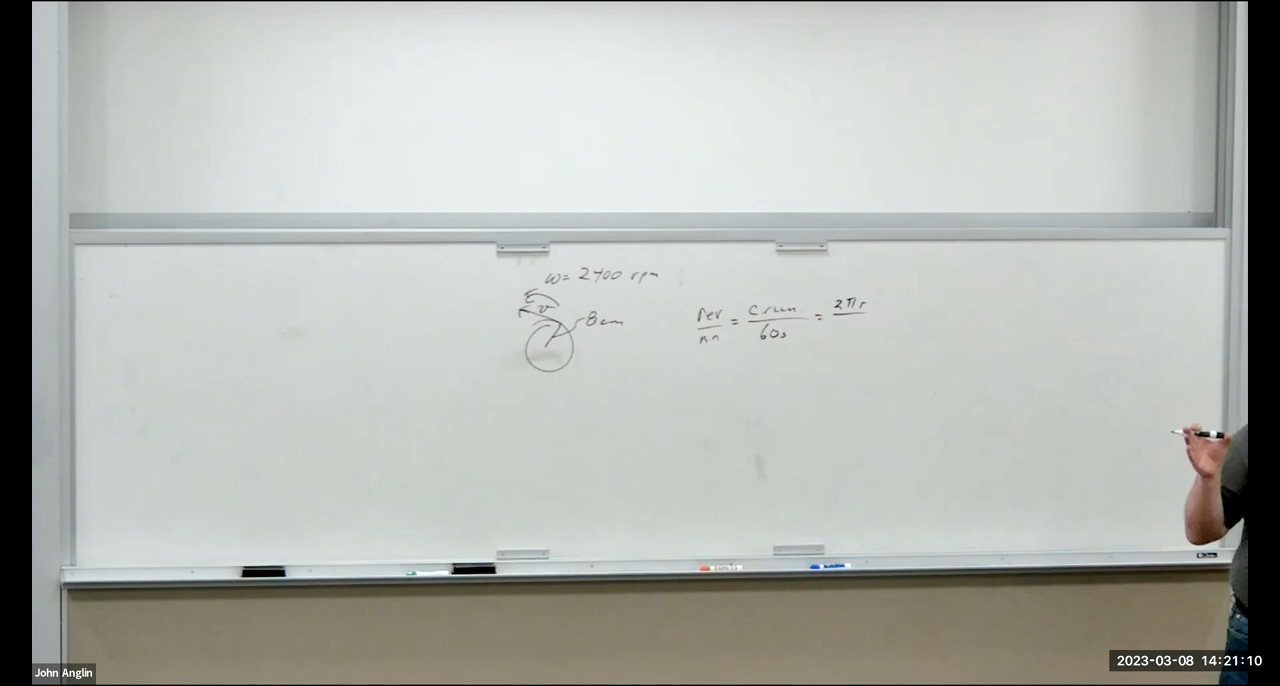 ω= 2400 rpm
v
8cm
rev/min = circum/60s = 2πr
John Anglin
2023-03-08 14:21:10